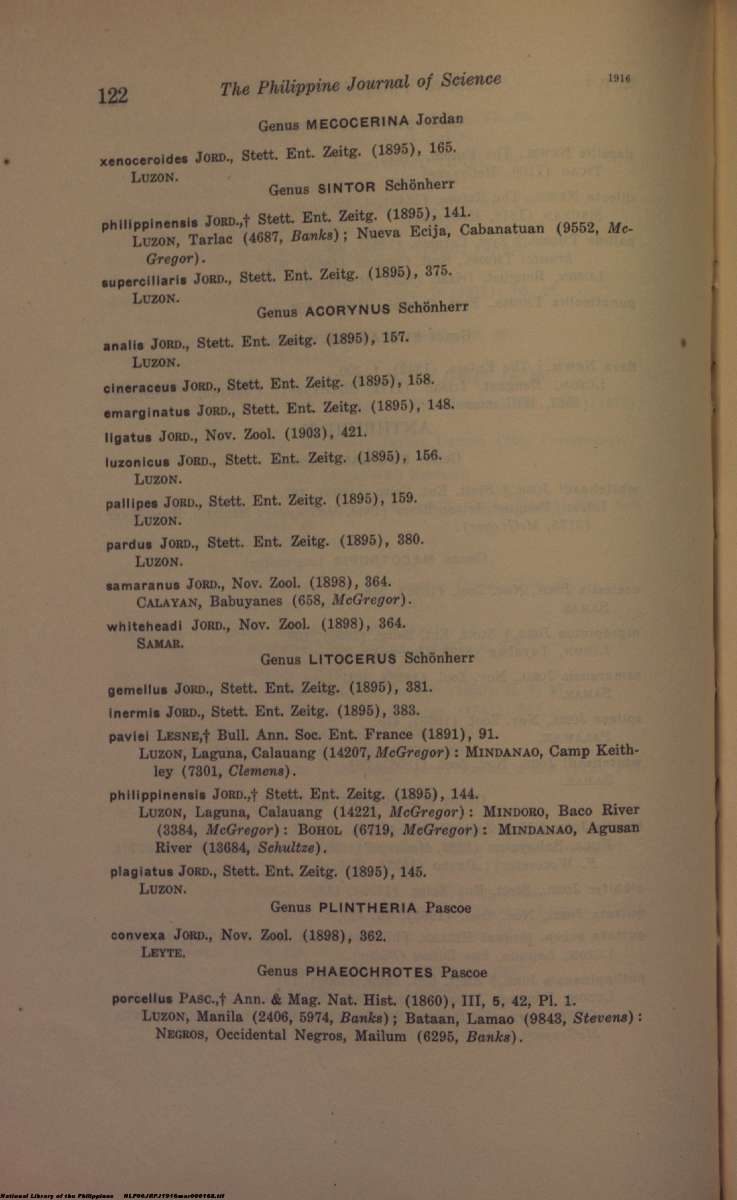 122
The Philippine Journal of Science
1916
Genus MECOCERINA Jordan
xenoceroides JORD., Stett. Ent. Zeitg. (1895), 165.
LUZON.
Genus SINTOR Schönherr
philippinensis JORD.,† Stett. Ent. Zeitg. (1895), 141.
LUZON, Tarlac (4687, Banks); Nueva Ecija, Cabanatuan (9552, Mc-
Gregor).
superciliaris JORD., Stett. Ent. Zeitg. (1895), 375.
LUZON.
Genus ACORYNUS Schönherr
analis JORD., Stett. Ent. Zeitg. (1895), 157.
LUZON.
cineraceus JORD., Stett. Ent. Zeitg. (1895), 158.
emarginatus JORD., Stett. Ent. Zeitg. (1895), 148.
ligatus JORD., Nov. Zool. (1903), 421.
luzonicus JORD., Stett. Ent. Zeitg. (1895), 156.
LUZON.
pallipes JORD., Stett. Ent. Zeitg. (1895), 159.
LUZON.
pardus JORD., Stett. Ent. Zeitg. (1895), 380.
LUZON.
samaranus JORD., Nov. Zool. (1898), 364.
CALAYAN, Babuyanes (658, McGregor).
whiteheadi JORD., Nov. Zool. (1898), 364.
SAMAR.
Genus LITOCERUS Schönherr
gemellus JORD., Stett. Ent. Zeitg. (1895), 381.
inermis JORD., Stett. Ent. Zeitg. (1895), 383.
paviei LESNE,† Bull. Ann. Soc. Ent. France (1891), 91.
LUZON, Laguna, Calauang (14207, McGregor): MINDANAO, Camp Keith-
ley (7301, Clemens).
philippinensis JORD.,† Stett. Ent. Zeitg. (1895), 144.
LUZON, Laguna, Calauang (14221, McGregor): MINDORO, Baco River
(3384, McGregor): BOHOL (6719, McGregor): MINDANAO, Agusan
River (13684, Schultze).
plagiatus JORD., Stett. Ent. Zeitg. (1895), 145.
LUZON.
Genus PLINTHERIA Pascoe
convexa JORD., Nov. Zool. (1898), 362.
LEYTE.
Genus PHAEOCHROTES Pascoe
porcellus PASC.,† Ann. & Mag. Nat. Hist. (1860), III, 5, 42, Pl. 1.
LUZON, Manila (2406, 5974, Banks); Bataan, Lamao (9843, Stevens):
NEGROS, Occidental Negros, Mailum (6295, Banks).
National Library of the Philippines